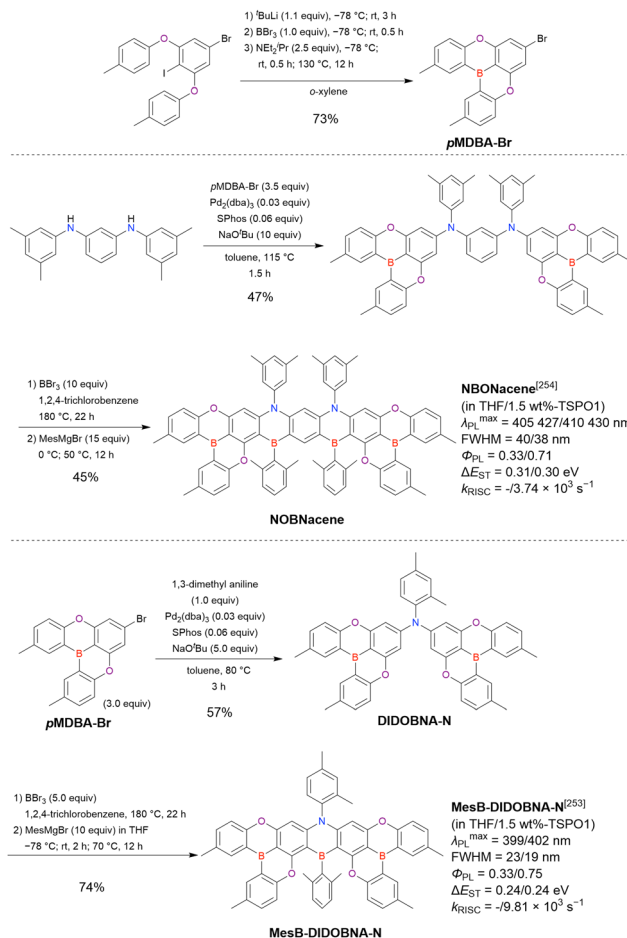 1) ᵗBuLi (1.1 equiv), −78 °C; rt, 3 h
2) BBr₃ (1.0 equiv), −78 °C; rt, 0.5 h
3) NEt₂ⁱPr (2.5 equiv), −78 °C;
rt, 0.5 h; 130 °C, 12 h
o-xylene
73%
Br
O
I
O
O
Br
B
O
pMDBA-Br
H
N
H
N
pMDBA-Br (3.5 equiv)
Pd₂(dba)₃ (0.03 equiv)
SPhos (0.06 equiv)
NaOᵗBu (10 equiv)
toluene, 115 °C
1.5 h
47%
O
N
N
O
B
B
O
O
1) BBr₃ (10 equiv)
1,2,4-trichlorobenzene
180 °C, 22 h
2) MesMgBr (15 equiv)
0 °C; 50 °C, 12 h
45%
O
N
N
O
B
B
B
B
O
O
NOBNacene
NBONacene[254]
(in THF/1.5 wt%-TSPO1)
λPLmax = 405 427/410 430 nm
FWHM = 40/38 nm
ΦPL = 0.33/0.71
ΔEST = 0.31/0.30 eV
kRISC = -/3.74 × 10³ s⁻¹
O
Br
B
O
(3.0 equiv)
pMDBA-Br
1,3-dimethyl aniline
(1.0 equiv)
Pd₂(dba)₃ (0.03 equiv)
SPhos (0.06 equiv)
NaOᵗBu (5.0 equiv)
toluene, 80 °C
3 h
57%
O
N
O
B
B
O
O
DIDOBNA-N
1) BBr₃ (5.0 equiv)
1,2,4-trichlorobenzene, 180 °C, 22 h
2) MesMgBr (10 equiv) in THF
−78 °C; rt, 2 h; 70 °C, 12 h
74%
O
N
O
B
B
B
O
O
MesB-DIDOBNA-N
MesB-DIDOBNA-N[253]
(in THF/1.5 wt%-TSPO1)
λPLmax = 399/402 nm
FWHM = 23/19 nm
ΦPL = 0.33/0.75
ΔEST = 0.24/0.24 eV
kRISC = -/9.81 × 10³ s⁻¹